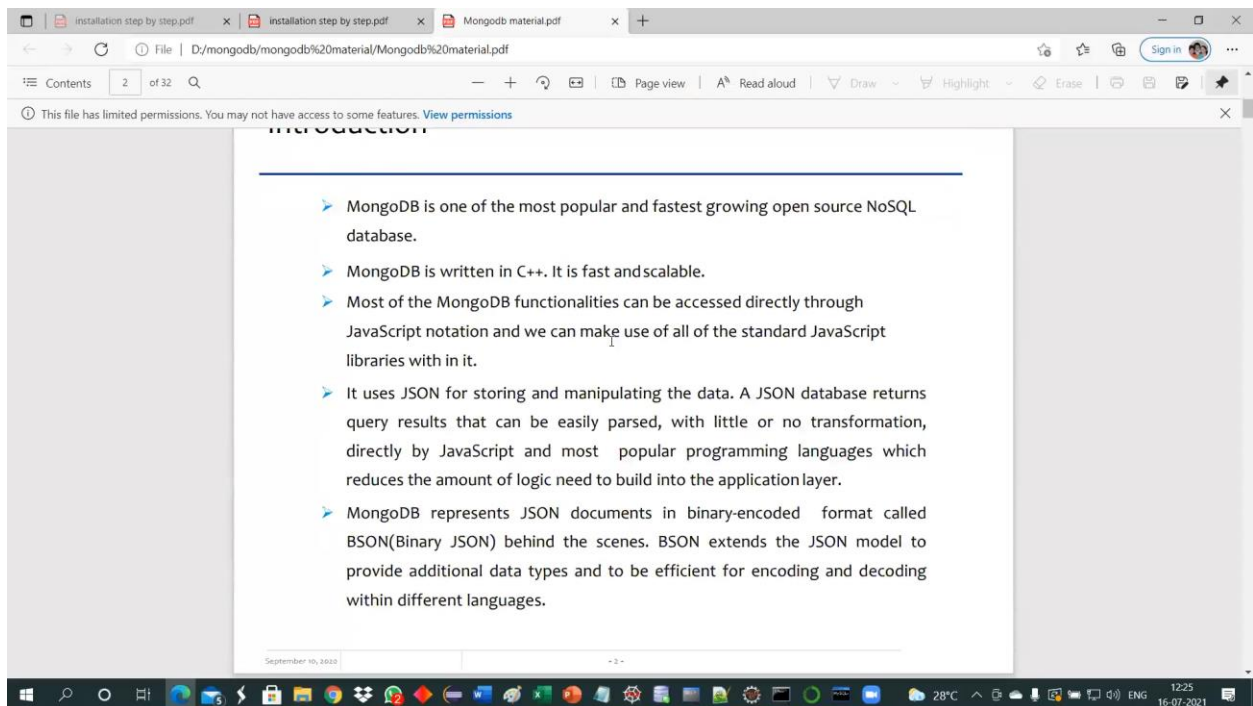 installation step by step.pdf
installation step by step.pdf
Mongodb material.pdf
File | D:/mongodb/mongodb%20material/Mongodb%20material.pdf
Sign in
Contents 2 of 32
Page view
Read aloud
Draw
Highlight
Erase
This file has limited permissions. You may not have access to some features. View permissions
Introduction
MongoDB is one of the most popular and fastest growing open source NoSQL
database.
MongoDB is written in C++. It is fast and scalable.
Most of the MongoDB functionalities can be accessed directly through
JavaScript notation and we can make use of all of the standard JavaScript
libraries with in it.
It uses JSON for storing and manipulating the data. A JSON database returns
query results that can be easily parsed, with little or no transformation,
directly by JavaScript and most popular programming languages which
reduces the amount of logic need to build into the application layer.
MongoDB represents JSON documents in binary-encoded format called
BSON(Binary JSON) behind the scenes. BSON extends the JSON model to
provide additional data types and to be efficient for encoding and decoding
within different languages.
September 10, 2020
- 2 -
28°C
ENG
12:25
16-07-2021